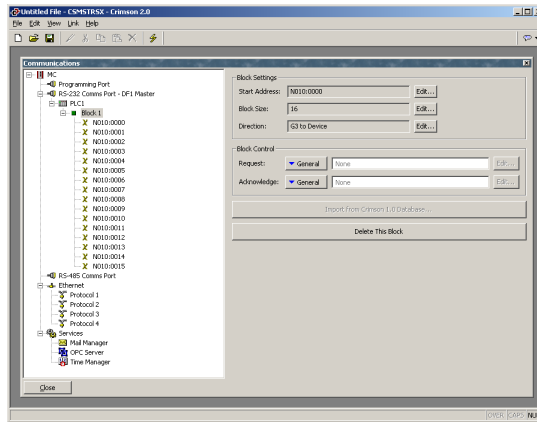 Untitled File - CSMSTRSX - Crimson 2.0
File Edit View Link Help
Communications
MC
Programming Port
RS-232 Comms Port - DF1 Master
PLC1
Block 1
N010:0000
N010:0001
N010:0002
N010:0003
N010:0004
N010:0005
N010:0006
N010:0007
N010:0008
N010:0009
N010:0010
N010:0011
N010:0012
N010:0013
N010:0014
N010:0015
RS-485 Comms Port
Ethernet
Protocol 1
Protocol 2
Protocol 3
Protocol 4
Services
Mail Manager
OPC Server
Time Manager
Block Settings
Start Address: N010:0000 Edit...
Block Size: 16 Edit...
Direction: G3 to Device Edit...
Block Control
Request: General None Edit...
Acknowledge: General None Edit...
Import from Crimson 1.0 Database...
Delete This Block
Close
OVER CAPS NU